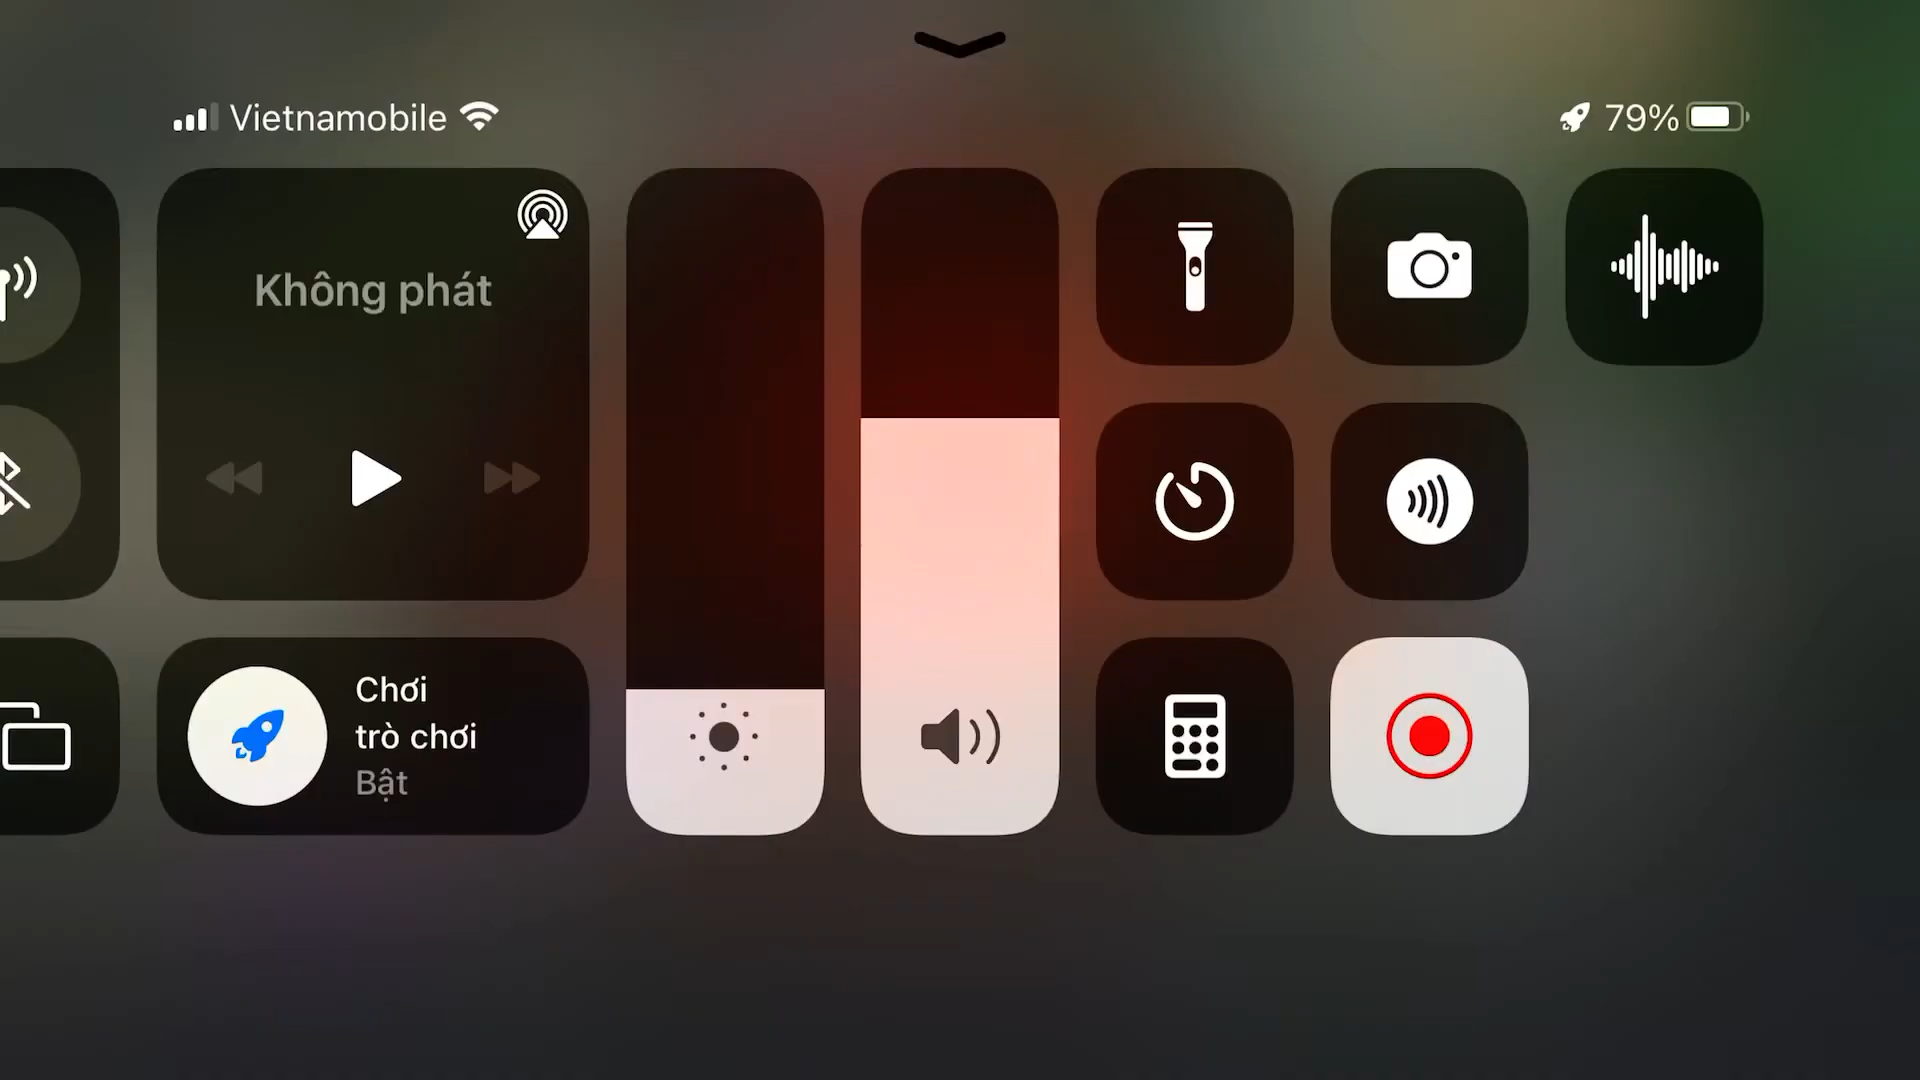 Vietnamobile
79%
Không phát
Chơi
trò chơi
Bật